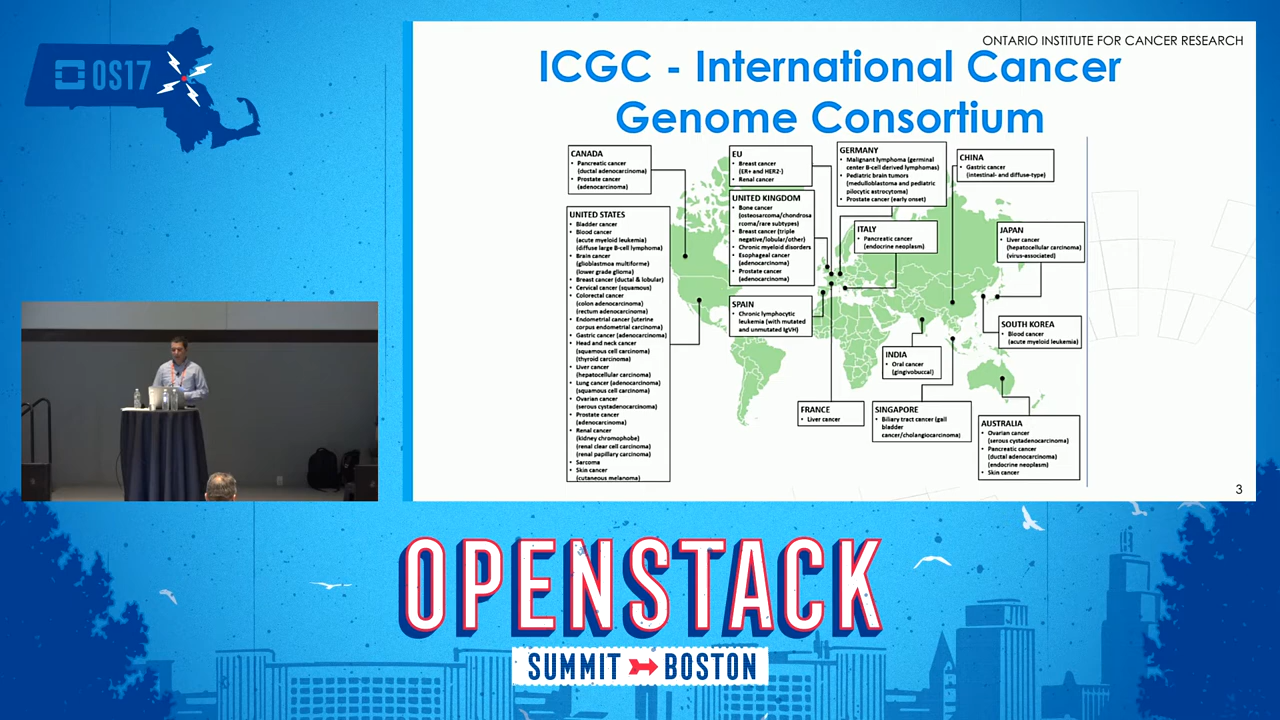 OS17
ONTARIO INSTITUTE FOR CANCER RESEARCH
ICGC - International Cancer
Genome Consortium
CANADA
• Pancreatic cancer
(ductal adenocarcinoma)
• Prostate cancer
(adenocarcinoma)
UNITED STATES
• Bladder cancer
• Blood cancer
(acute myeloid leukemia)
(diffuse large B-cell lymphoma)
• Brain cancer
(glioblastmoa multiforme)
(lower grade glioma)
• Breast cancer (ductal & lobular)
• Cervical cancer (squamous)
• Colorectal cancer
(colon adenocarcinoma)
(rectum adenocarcinoma)
• Endometrial cancer (uterine
corpus endometrial carcinoma)
• Gastric cancer (adenocarcinoma)
• Head and neck cancer
(squamous cell carcinoma)
(thyroid carcinoma)
• Liver cancer
(hepatocellular carcinoma)
• Lung cancer (adenocarcinoma)
(squamous cell carcinoma)
• Ovarian cancer
(serous cystadenocarcinoma)
• Prostate cancer
(adenocarcinoma)
• Renal cancer
(kidney chromophobe)
(renal clear cell carcinoma)
(renal papillary carcinoma)
• Sarcoma
• Skin cancer
(cutaneous melanoma)
EU
• Breast cancer
(ER+ and HER2-)
• Renal cancer
UNITED KINGDOM
• Bone cancer
(osteosarcoma/chondrosa
rcoma/rare subtypes)
• Breast cancer (triple
negative/lobular/other)
• Chronic myeloid disorders
• Esophageal cancer
(adenocarcinoma)
• Prostate cancer
(adenocarcinoma)
SPAIN
• Chronic lymphocytic
leukemia (with mutated
and unmutated IgVH)
GERMANY
• Malignant lymphoma (germinal
center B-cell derived lymphomas)
• Pediatric brain tumors
(medulloblastoma and pediatric
pilocytic astrocytoma)
• Prostate cancer (early onset)
ITALY
• Pancreatic cancer
(endocrine neoplasm)
CHINA
• Gastric cancer
(intestinal- and diffuse-type)
JAPAN
• Liver cancer
(hepatocellular carcinoma)
(virus-associated)
SOUTH KOREA
• Blood cancer
(acute myeloid leukemia)
INDIA
• Oral cancer
(gingivobuccal)
FRANCE
• Liver cancer
SINGAPORE
• Biliary tract cancer (gall
bladder
cancer/cholangiocarcinoma)
AUSTRALIA
• Ovarian cancer
(serous cystadenocarcinoma)
• Pancreatic cancer
(ductal adenocarcinoma)
(endocrine neoplasm)
• Skin cancer
3
OPENSTACK
SUMMIT BOSTON